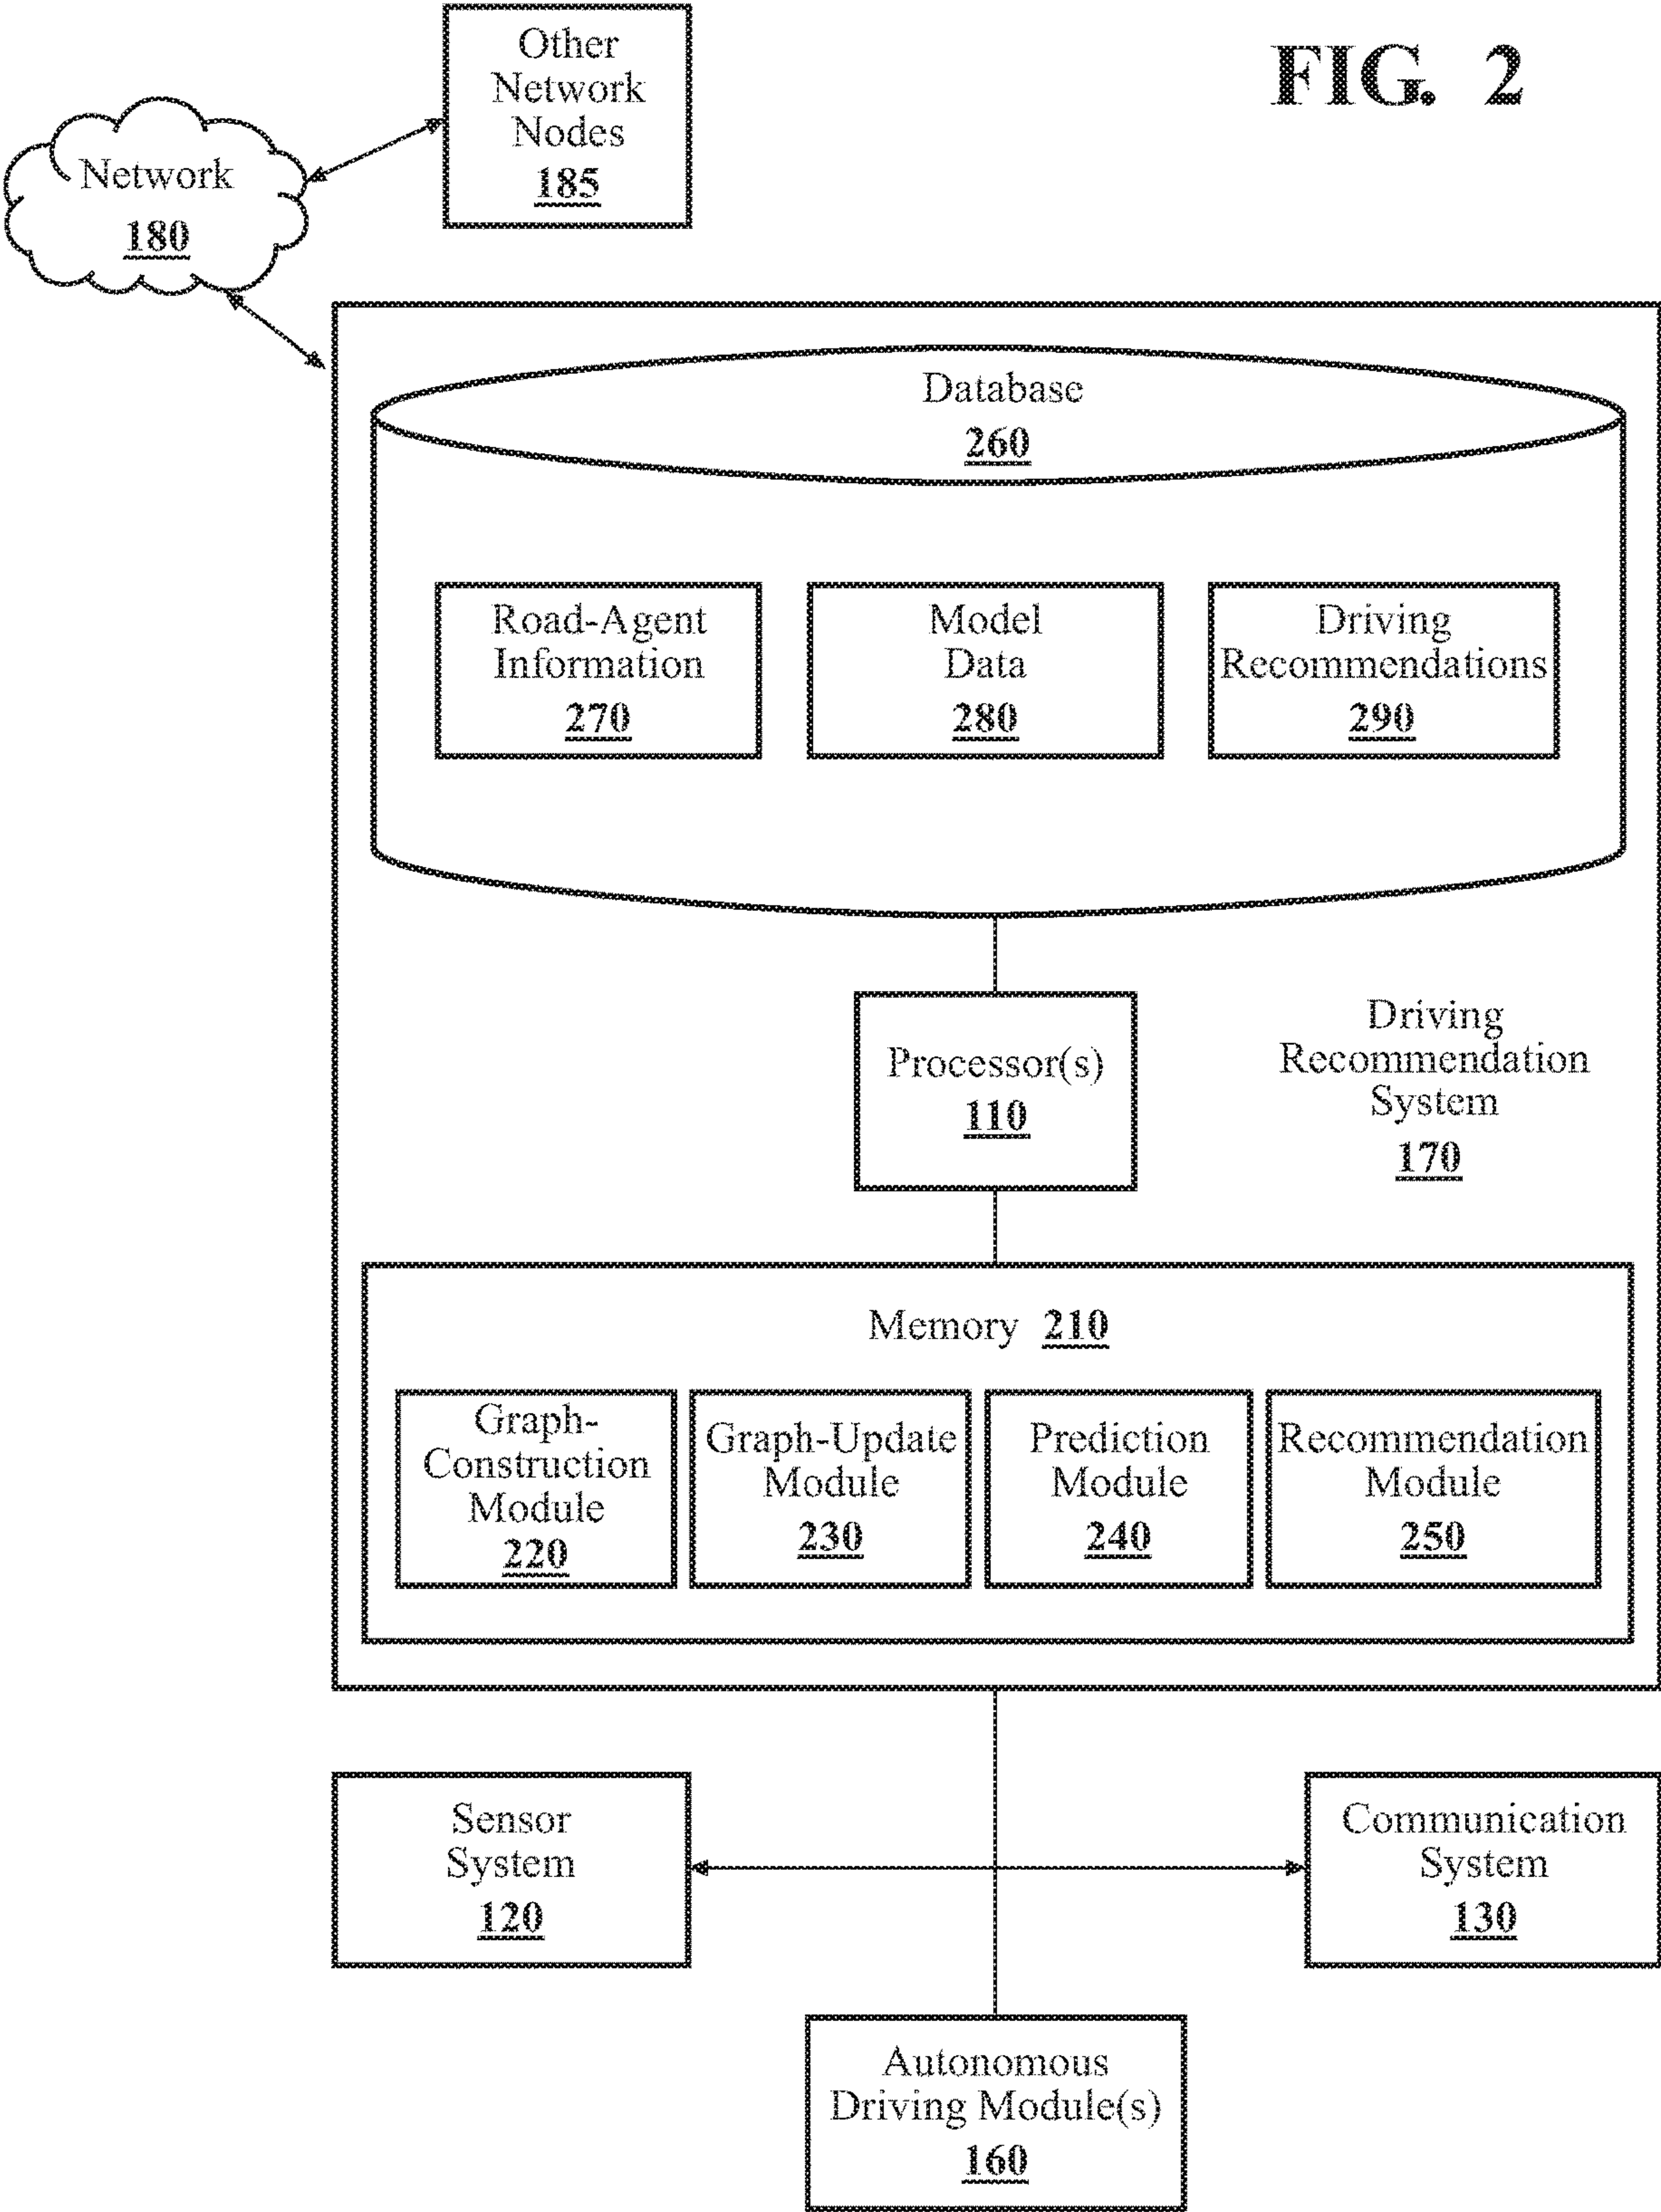 FIG. 2
Other
Network
Nodes
185
Network
180
Database
260
Road-Agent
Information
270
Model
Data
280
Driving
Recommendations
290
Processor(s)
110
Driving
Recommendation
System
170
Memory 210
Graph-
Construction
Module
220
Graph-Update
Module
230
Prediction
Module
240
Recommendation
Module
250
Sensor
System
120
Communication
System
130
Autonomous
Driving Module(s)
160